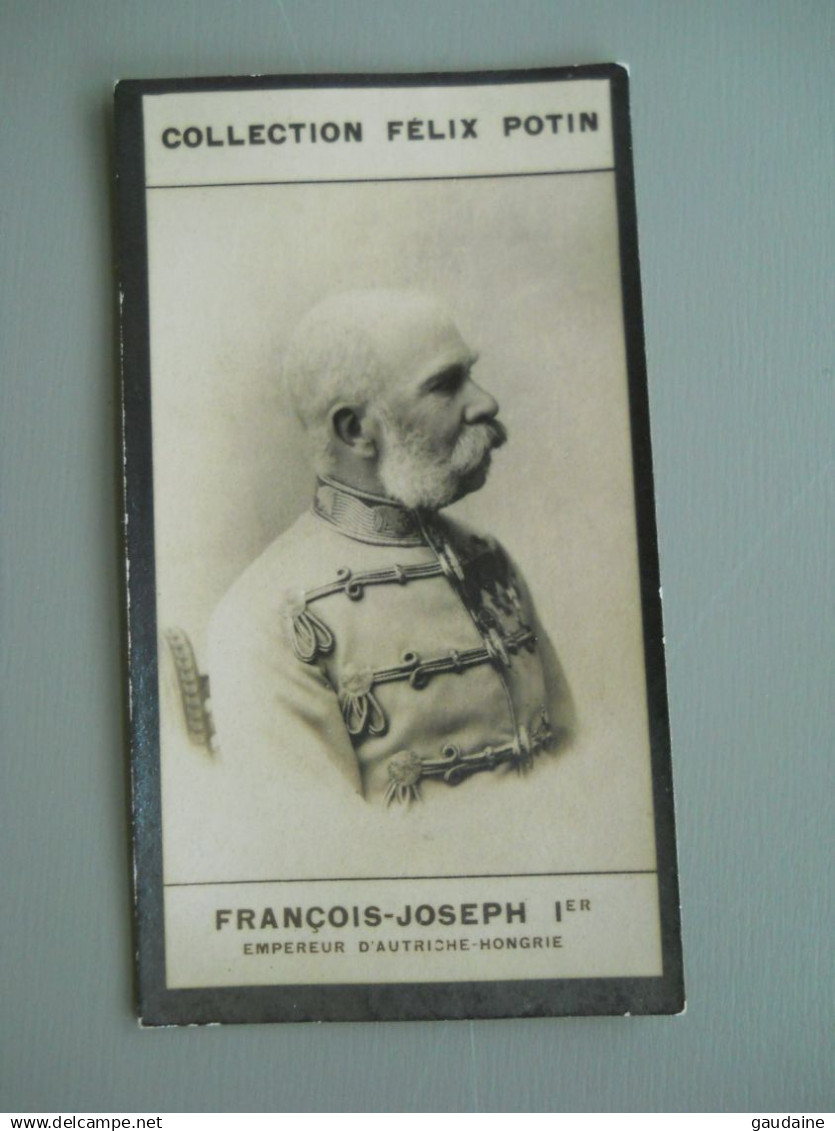 COLLECTION FÉLIX POTIN
FRANÇOIS-JOSEPH IER
EMPEREUR D'AUTRICHE-HONGRIE
www.delcampe.net
gaudaine